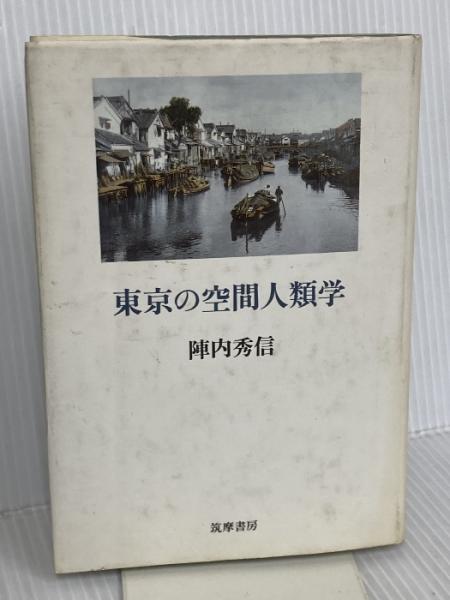 東京の空間人類学
陣内秀信
筑摩書房